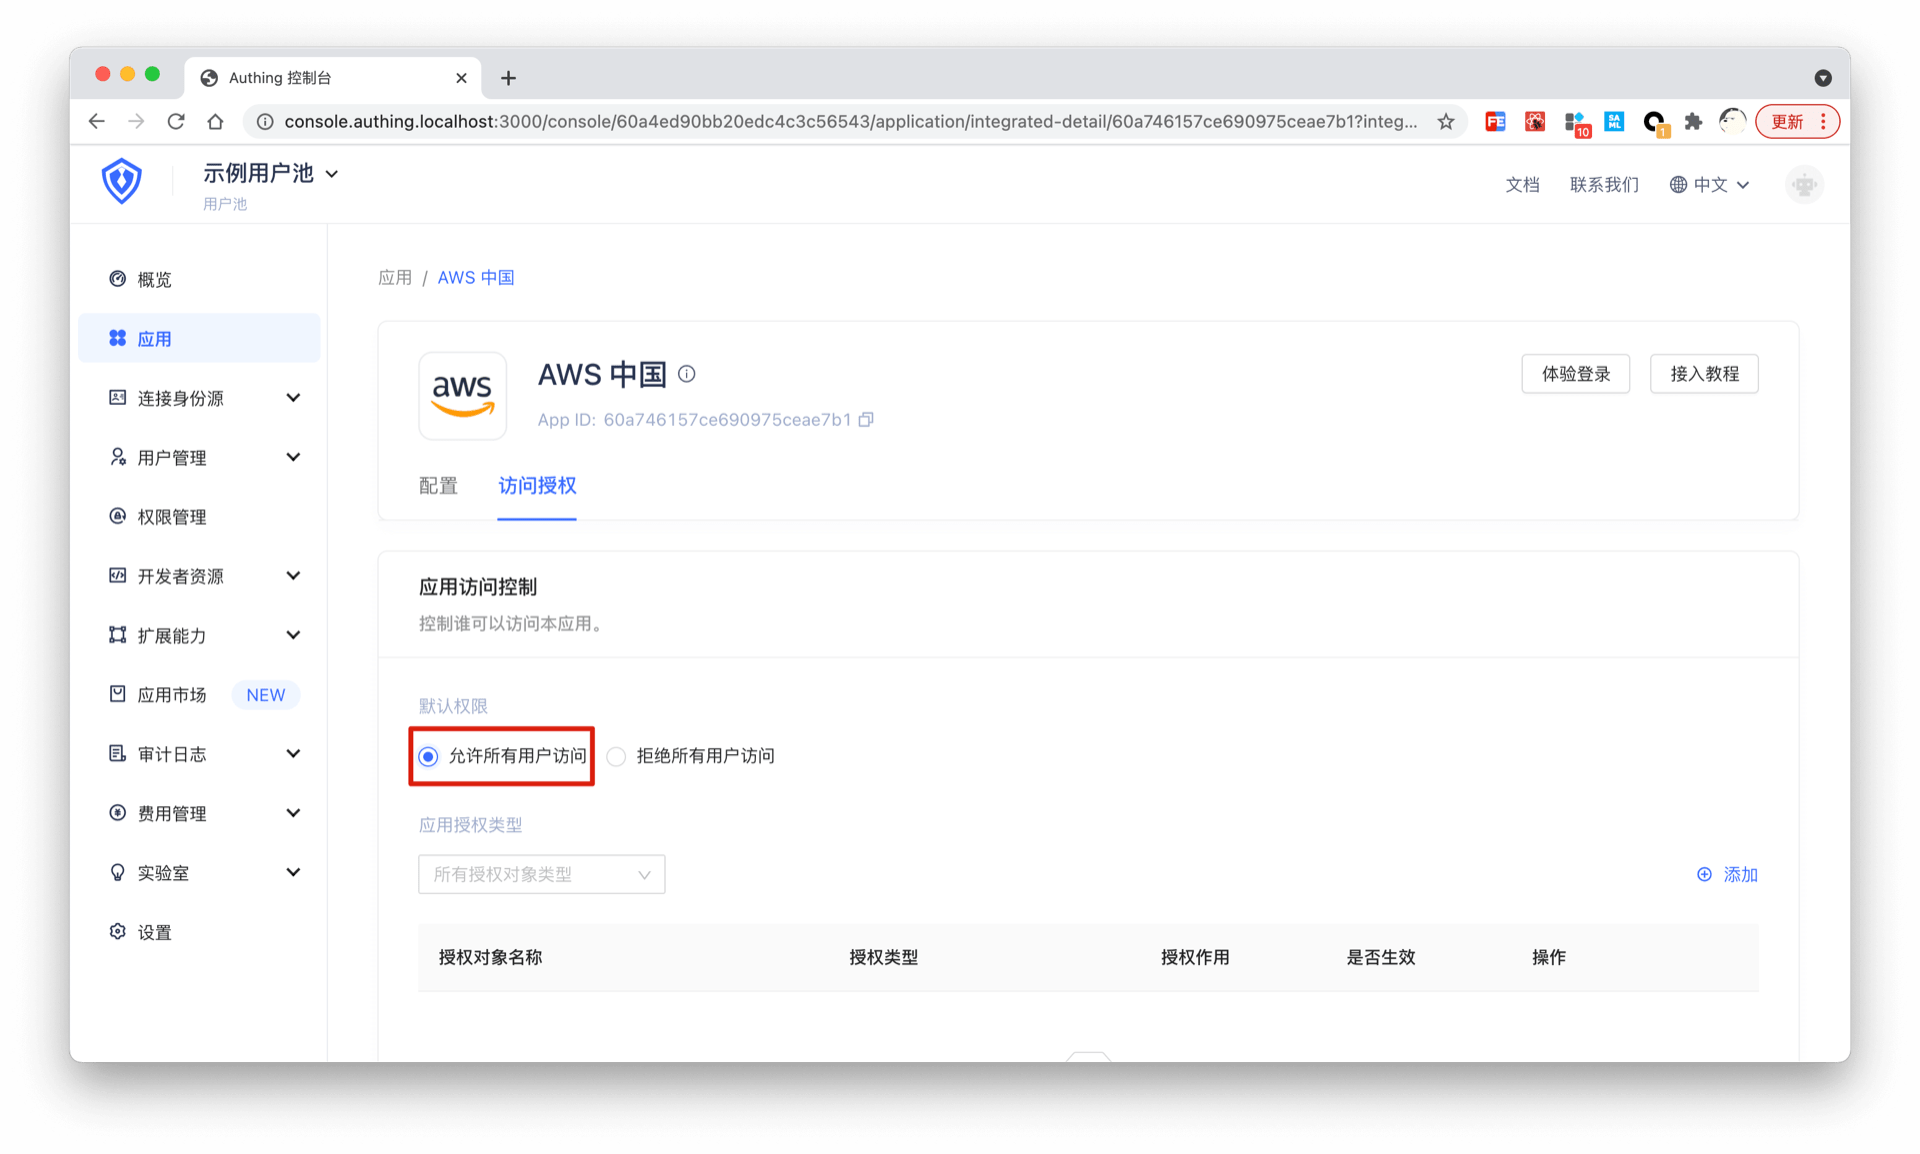 Authing 控制台
console.authing.localhost:3000/console/60a4ed90bb20edc4c3c56543/application/integrated-detail/60a746157ce690975ceae7b1?integ...
FE
10
SA
ML
1
更新
示例用户池
用户池
文档
联系我们
中文
概览
应用
连接身份源
用户管理
权限管理
开发者资源
扩展能力
应用市场 NEW
审计日志
费用管理
实验室
设置
应用 / AWS 中国
aws
AWS 中国
App ID: 60a746157ce690975ceae7b1
体验登录
接入教程
配置
访问授权
应用访问控制
控制谁可以访问本应用。
默认权限
允许所有用户访问
拒绝所有用户访问
应用授权类型
所有授权对象类型
添加
授权对象名称
授权类型
授权作用
是否生效
操作